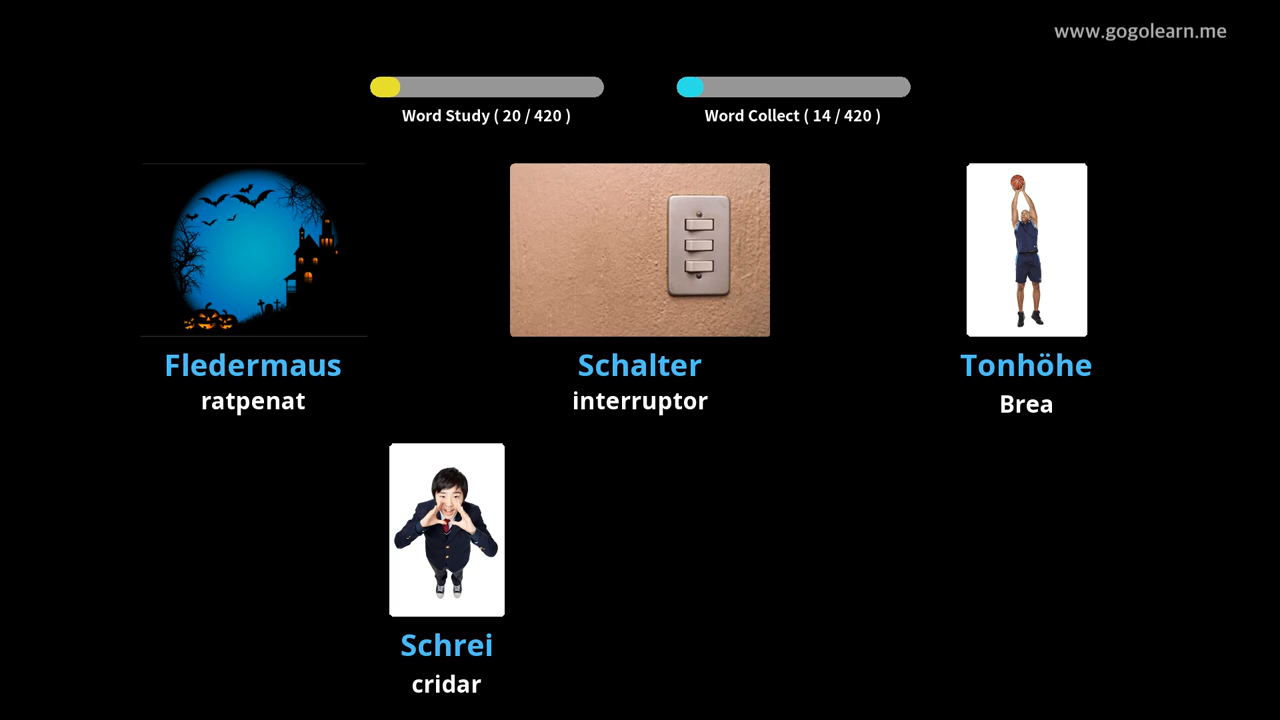 www.gogolearn.me
Word Study ( 20 / 420 )
Word Collect ( 14 / 420 )
Fledermaus
ratpenat
Schalter
interruptor
Tonhöhe
Brea
Schrei
cridar